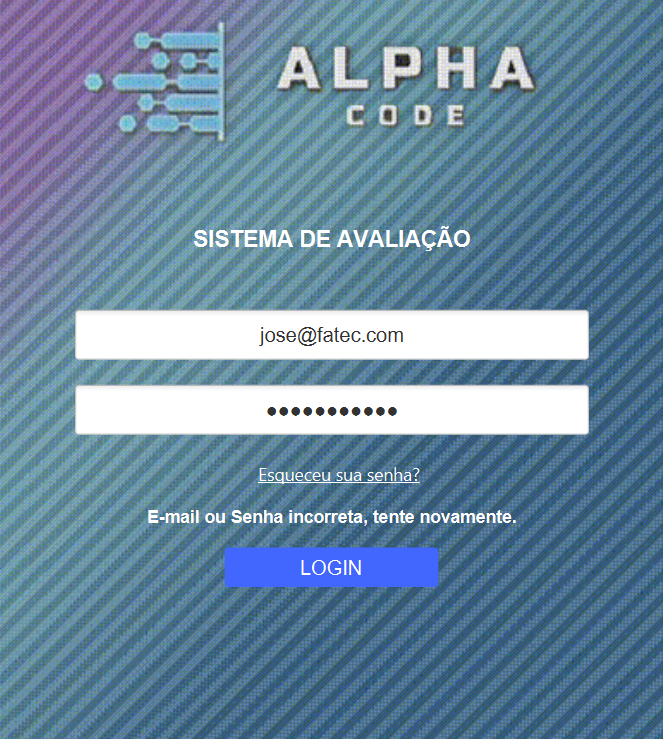 ALPHA
CODE
SISTEMA DE AVALIAÇÃO
jose@fatec.com
•••••••••••
Esqueceu sua senha?
E-mail ou Senha incorreta, tente novamente.
LOGIN